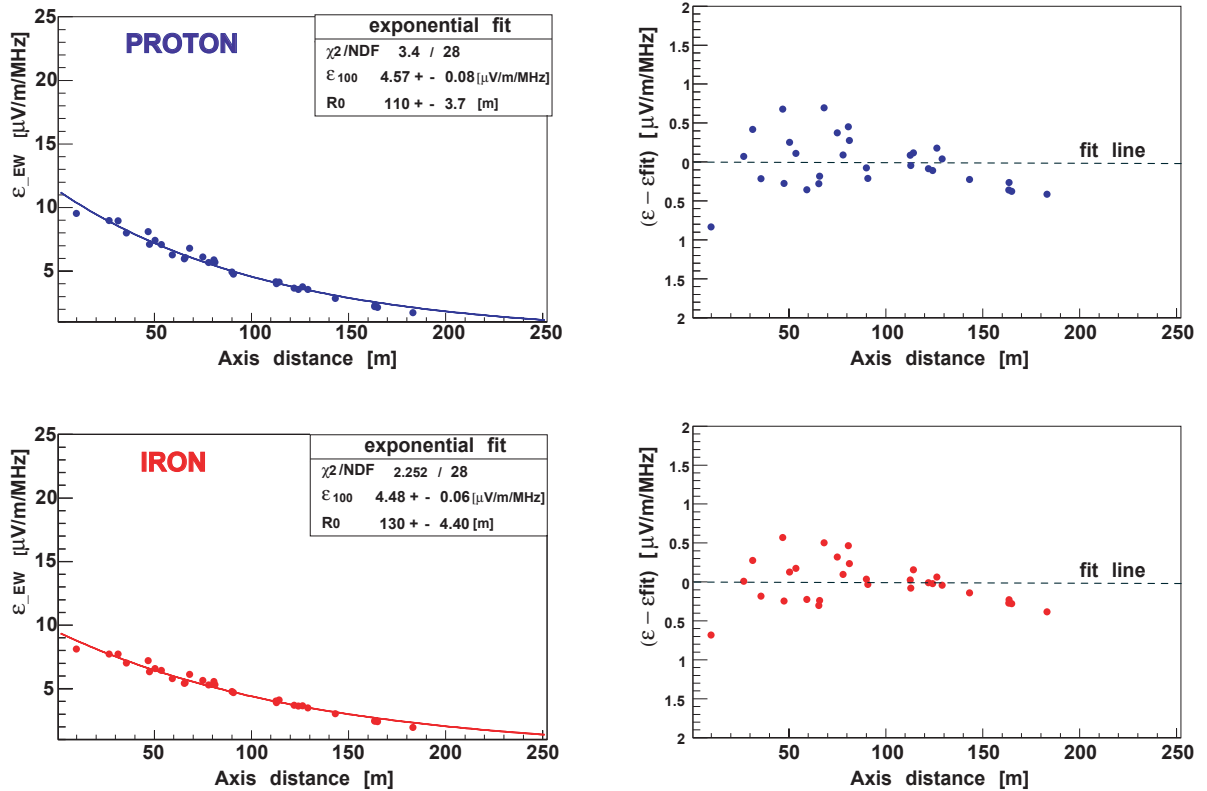 PROTON
exponential fit
χ2/NDF 3.4 / 28
ε100 4.57 + - 0.08 [μV/m/MHz]
R0 110 + - 3.7 [m]
ε_EW [μV/m/MHz]
25
20
15
10
5
50 100 150 200 250
Axis distance [m]
(ε − εfit) [μV/m/MHz]
2
1.5
1
0.5
0
0.5
1
1.5
2
fit line
50 100 150 200 250
Axis distance [m]
IRON
exponential fit
χ2/NDF 2.252 / 28
ε100 4.48 + - 0.06 [μV/m/MHz]
R0 130 + - 4.40 [m]
ε_EW [μV/m/MHz]
25
20
15
10
5
50 100 150 200 250
Axis distance [m]
(ε − εfit) [μV/m/MHz]
2
1.5
1
0.5
0
0.5
1
1.5
2
fit line
50 100 150 200 250
Axis distance [m]